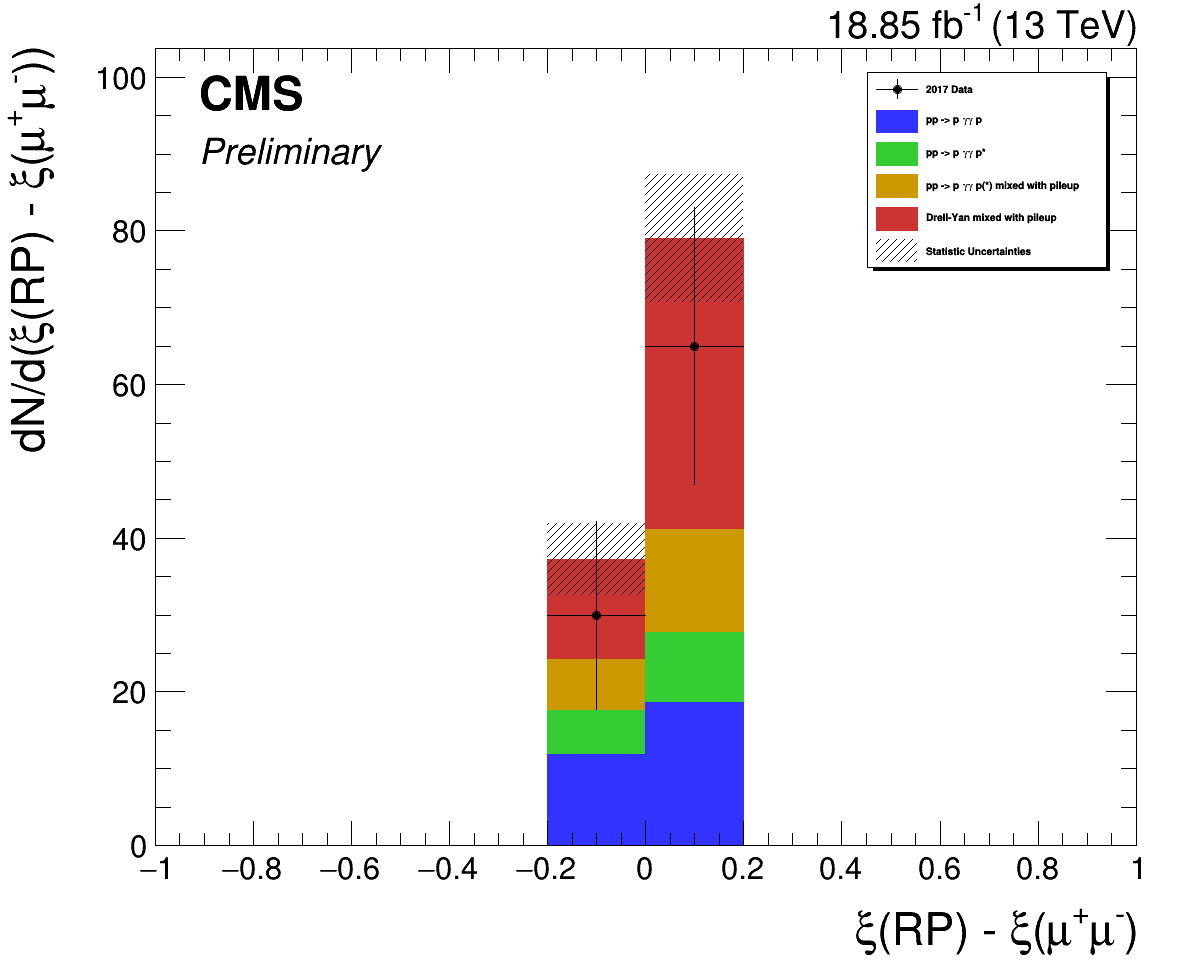 18.85 fb⁻¹ (13 TeV)
CMS
Preliminary
2017 Data
pp -> p γγ p
pp -> p γγ p*
pp -> p γγ p(*) mixed with pileup
Drell-Yan mixed with pileup
Statistic Uncertainties
dN/d(ξ(RP) - ξ(μ⁺μ⁻))
100
80
60
40
20
0
−1 −0.8 −0.6 −0.4 −0.2 0 0.2 0.4 0.6 0.8 1
ξ(RP) - ξ(μ⁺μ⁻)